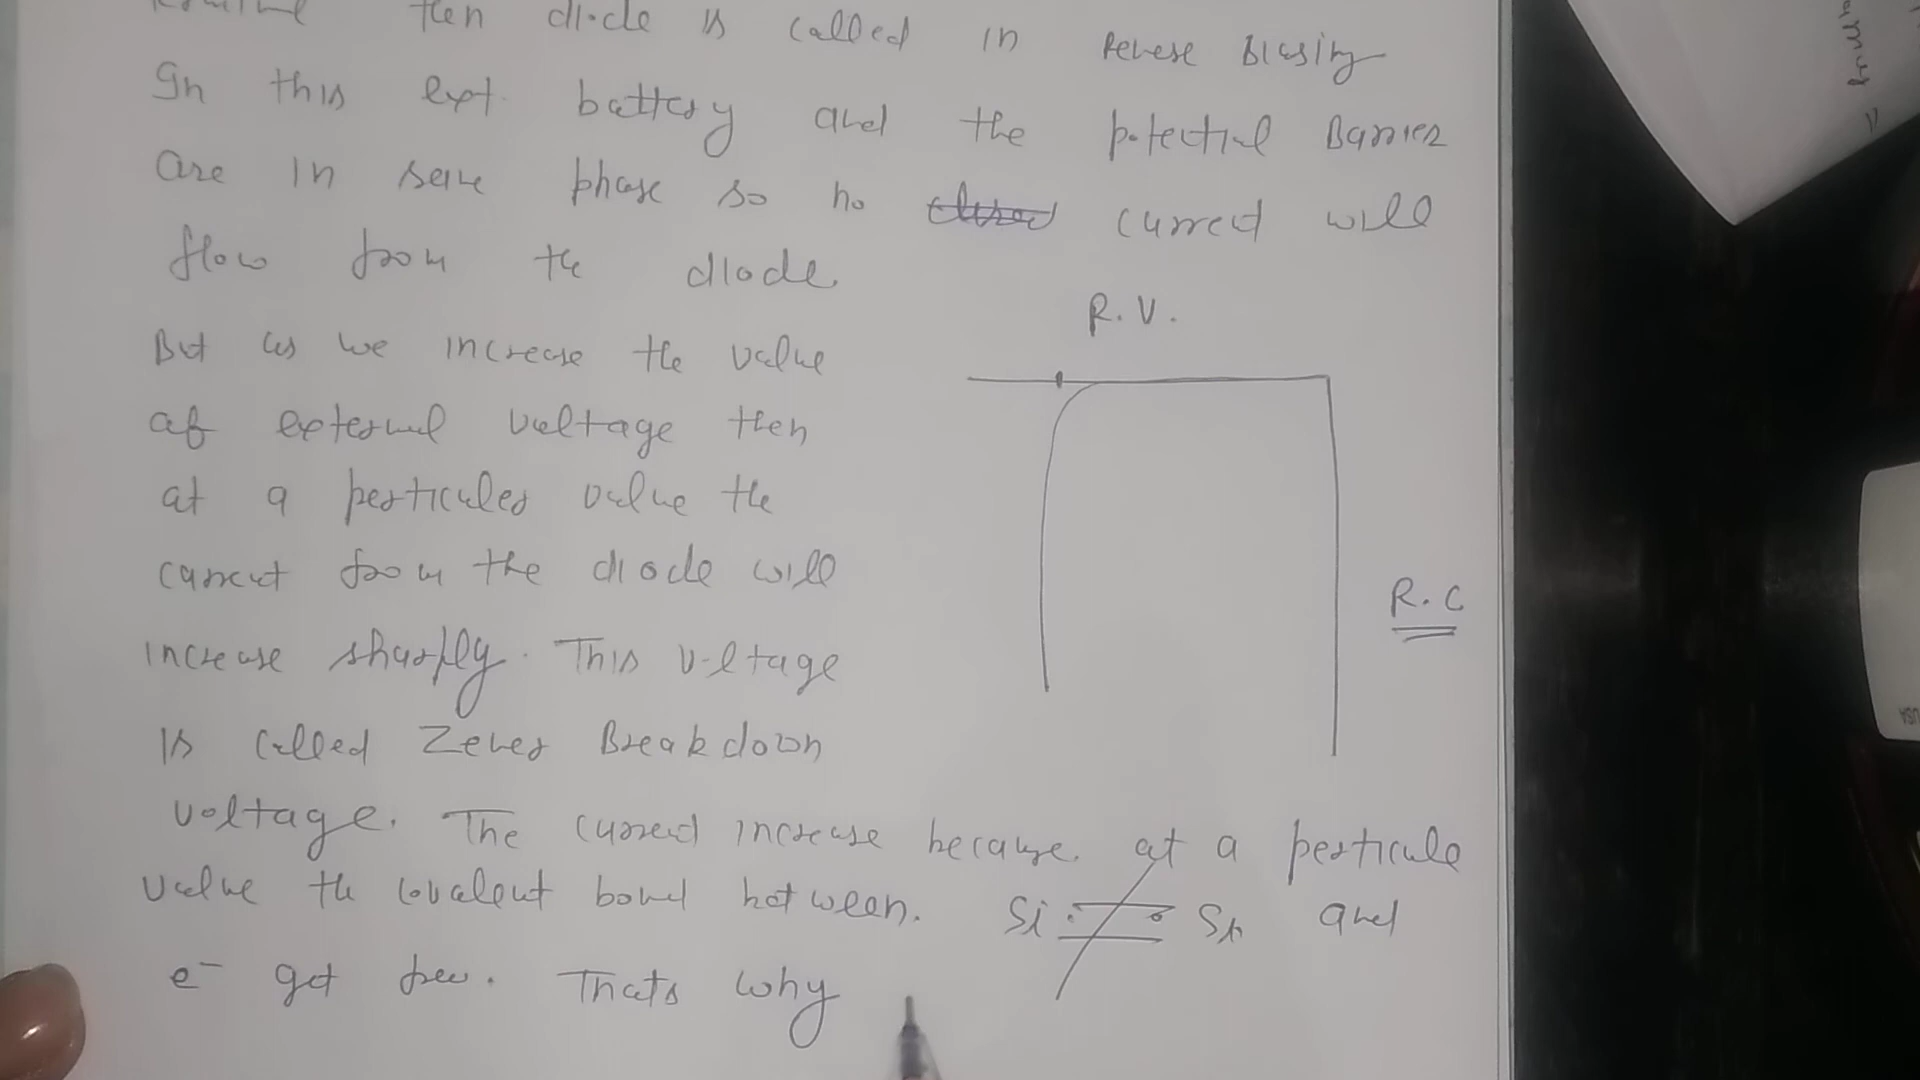 then diode is called in Reverse Biasing
In this ext. battery and the potential Barrier
are in same phase so no current will
flow from the diode.
R.V.
But as we increase the value
of external voltage then
at a perticuler value the
current from the diode will
R.C
increase sharply. This voltage
is called Zener Breakdown
voltage. The current increase because at a perticule
value the covalent bond between. Si Si and
e⁻ get free. Thats why